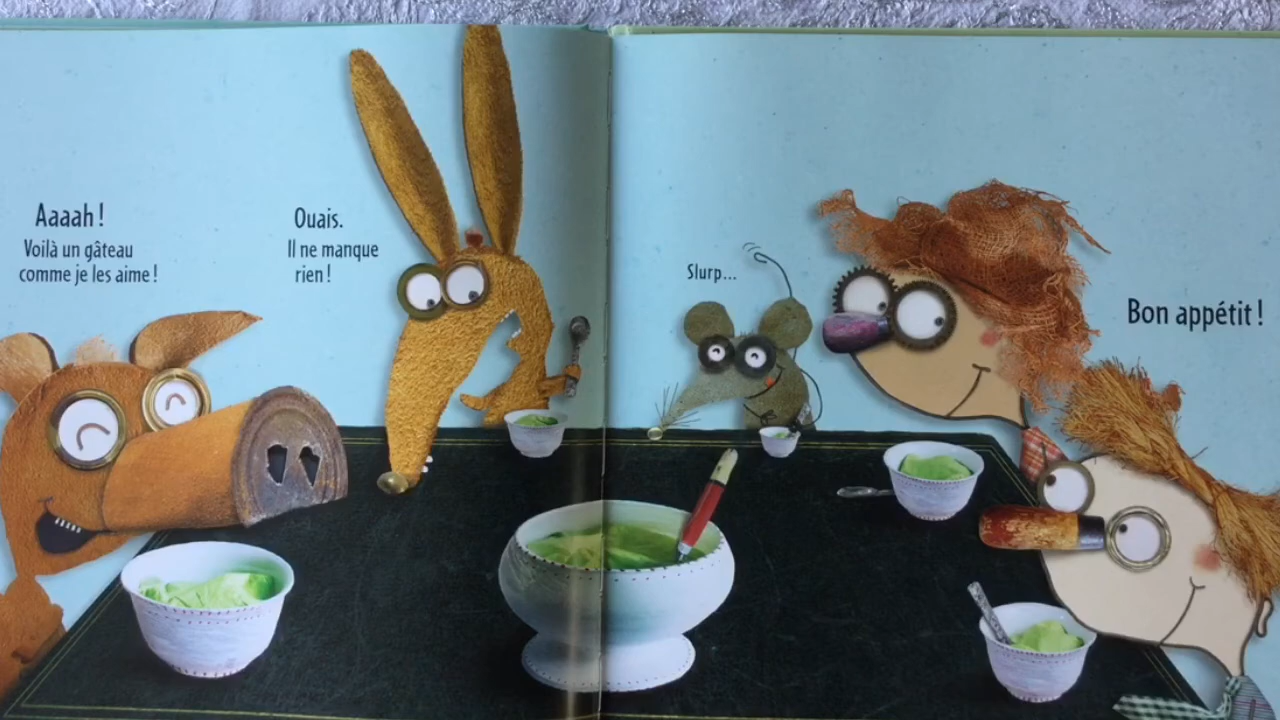 Aaaah !
Voilà un gâteau
comme je les aime !
Ouais.
Il ne manque
rien !
Slurp...
Bon appétit !